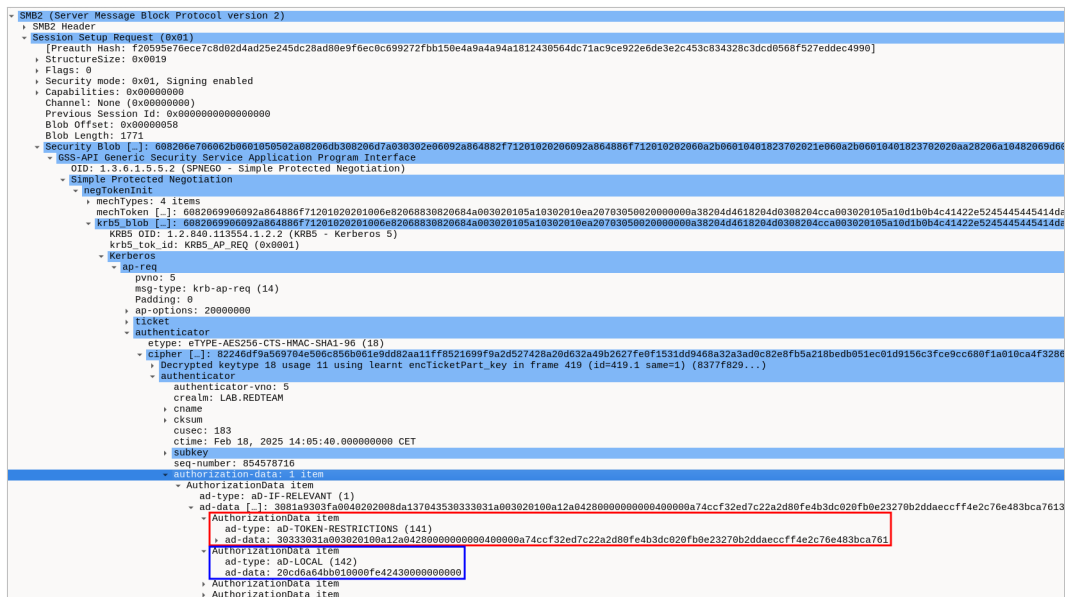 SMB2 (Server Message Block Protocol version 2)
SMB2 Header
Session Setup Request (0x01)
[Preauth Hash: f20595e76ece7c8d02d4ad25e245dc28ad80e9f6ec0c699272fbb150e4a9a4a94a1812430564dc71ac9ce922e6de3e2c453c834328c3dcd0568f527eddec4990]
StructureSize: 0x0019
Flags: 0
Security mode: 0x01, Signing enabled
Capabilities: 0x00000000
Channel: None (0x00000000)
Previous Session Id: 0x0000000000000000
Blob Offset: 0x00000058
Blob Length: 1771
Security Blob […]: 608206e706062b0601050502a08206db308206d7a030302e06092a864882f71201020206092a864886f712010202060a2b06010401823702021e060a2b06010401823702020aa28206a10482069d60
GSS-API Generic Security Service Application Program Interface
OID: 1.3.6.1.5.5.2 (SPNEGO - Simple Protected Negotiation)
Simple Protected Negotiation
negTokenInit
mechTypes: 4 items
mechToken […]: 6082069906092a864886f71201020201006e82068830820684a003020105a10302010ea20703050020000000a38204d4618204d0308204cca003020105a10d1b0b4c41422e5245445445414da
krb5_blob […]: 6082069906092a864886f71201020201006e82068830820684a003020105a10302010ea20703050020000000a38204d4618204d0308204cca003020105a10d1b0b4c41422e5245445445414da
KRB5 OID: 1.2.840.113554.1.2.2 (KRB5 - Kerberos 5)
krb5_tok_id: KRB5_AP_REQ (0x0001)
Kerberos
ap-req
pvno: 5
msg-type: krb-ap-req (14)
Padding: 0
ap-options: 20000000
ticket
authenticator
etype: eTYPE-AES256-CTS-HMAC-SHA1-96 (18)
cipher […]: 82246df9a569704e506c856b061e9dd82aa11ff8521699f9a2d527428a20d632a49b2627fe0f1531dd9468a32a3ad0c82e8fb5a218bedb051ec01d9156c3fce9cc680f1a010ca4f3286
Decrypted keytype 18 usage 11 using learnt encTicketPart_key in frame 419 (id=419.1 same=1) (8377f829...)
authenticator
authenticator-vno: 5
crealm: LAB.REDTEAM
cname
cksum
cusec: 183
ctime: Feb 18, 2025 14:05:40.000000000 CET
subkey
seq-number: 854578716
authorization-data: 1 item
AuthorizationData item
ad-type: aD-IF-RELEVANT (1)
ad-data […]: 3081a9303fa0040202008da137043530333031a003020100a12a04280000000000400000a74ccf32ed7c22a2d80fe4b3dc020fb0e23270b2ddaeccff4e2c76e483bca7613
AuthorizationData item
ad-type: aD-TOKEN-RESTRICTIONS (141)
ad-data: 30333031a003020100a12a04280000000000400000a74ccf32ed7c22a2d80fe4b3dc020fb0e23270b2ddaeccff4e2c76e483bca761
AuthorizationData item
ad-type: aD-LOCAL (142)
ad-data: 20cd6a64bb010000fe42430000000000
AuthorizationData item
AuthorizationData item